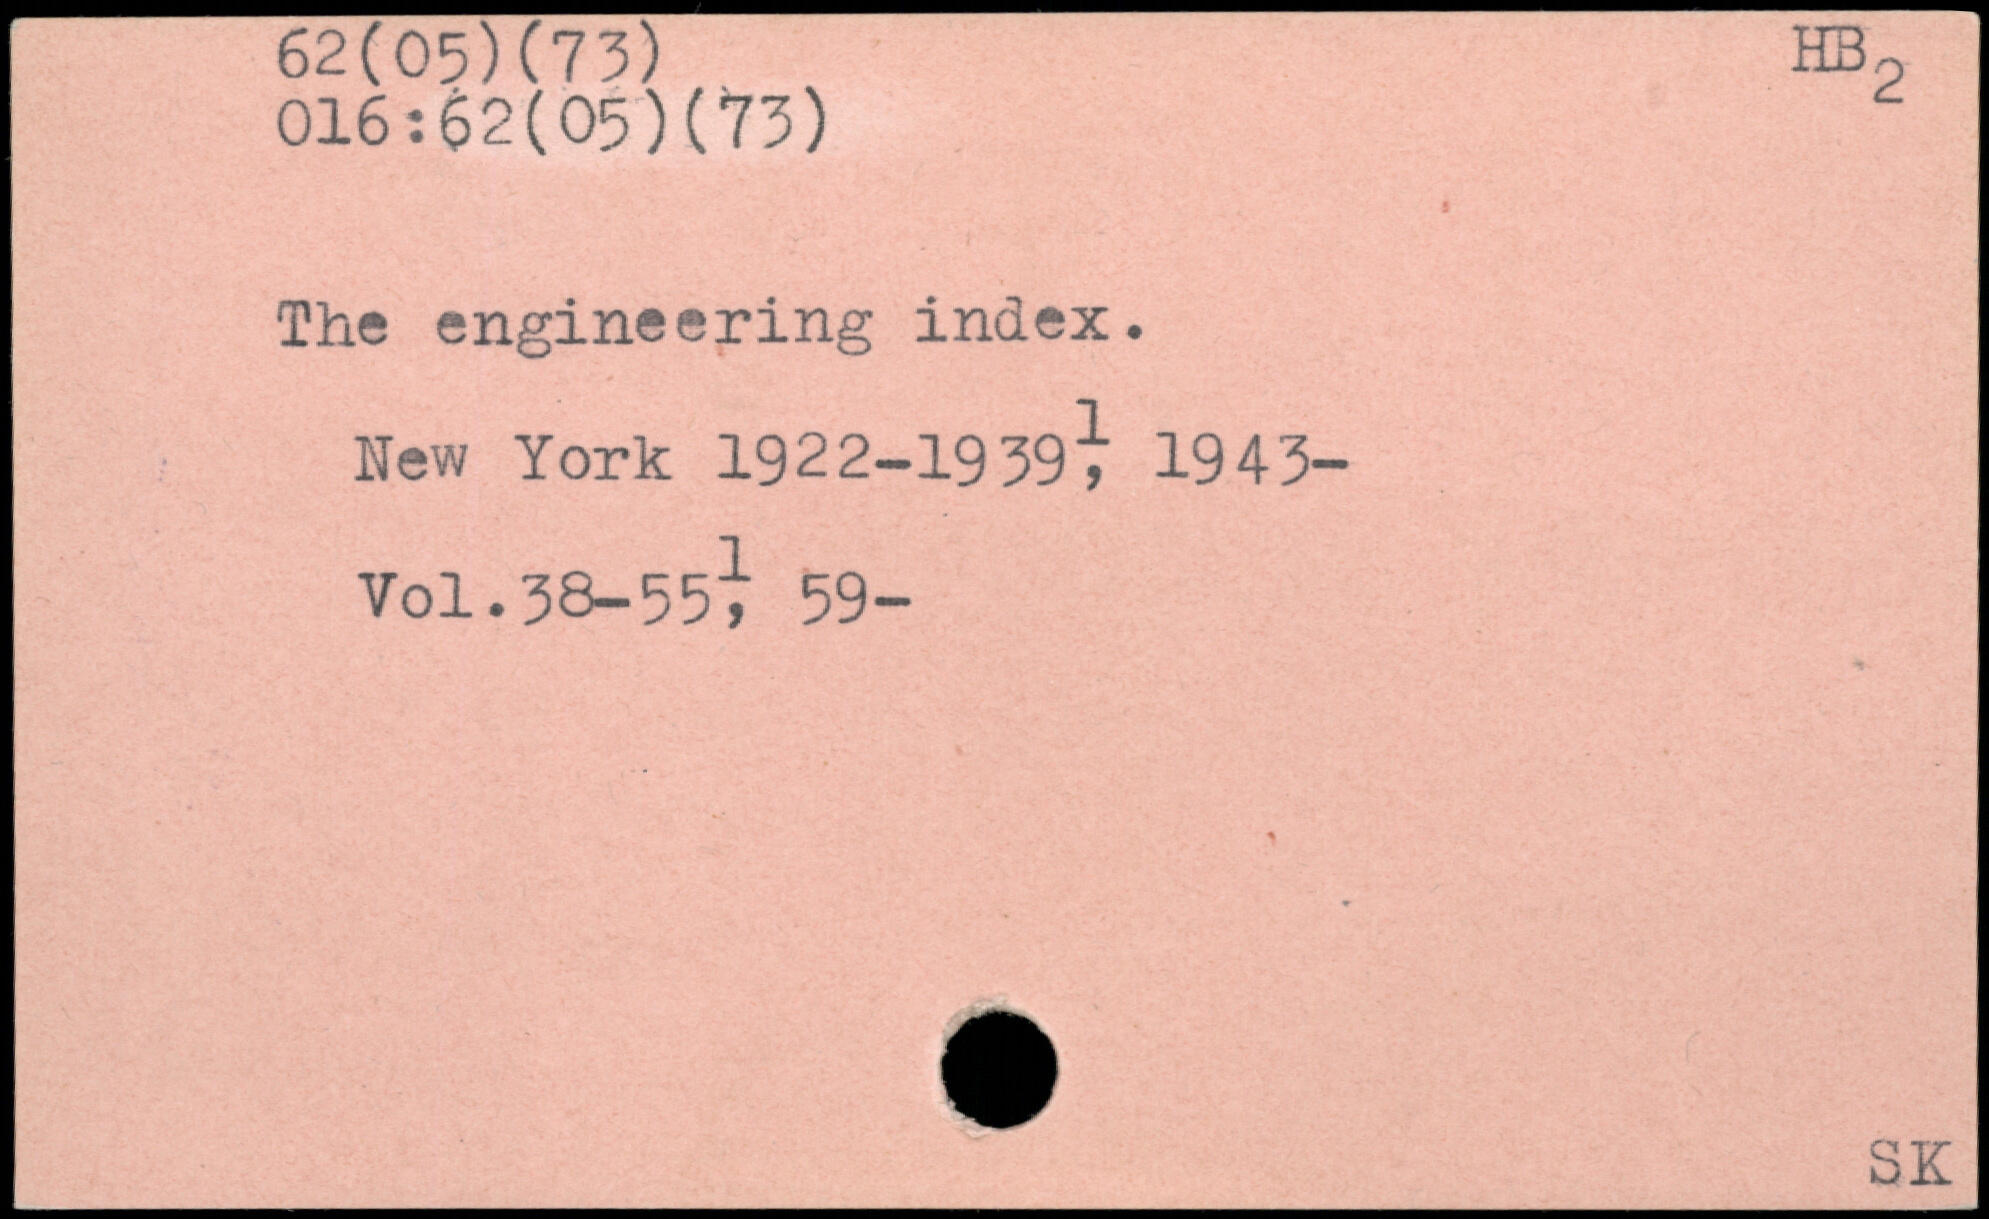 62(05)(73) HB₂
016:62(05)(73)
The engineering index.
New York 1922-1939¹, 1943-
Vol.38-55¹, 59-
SK